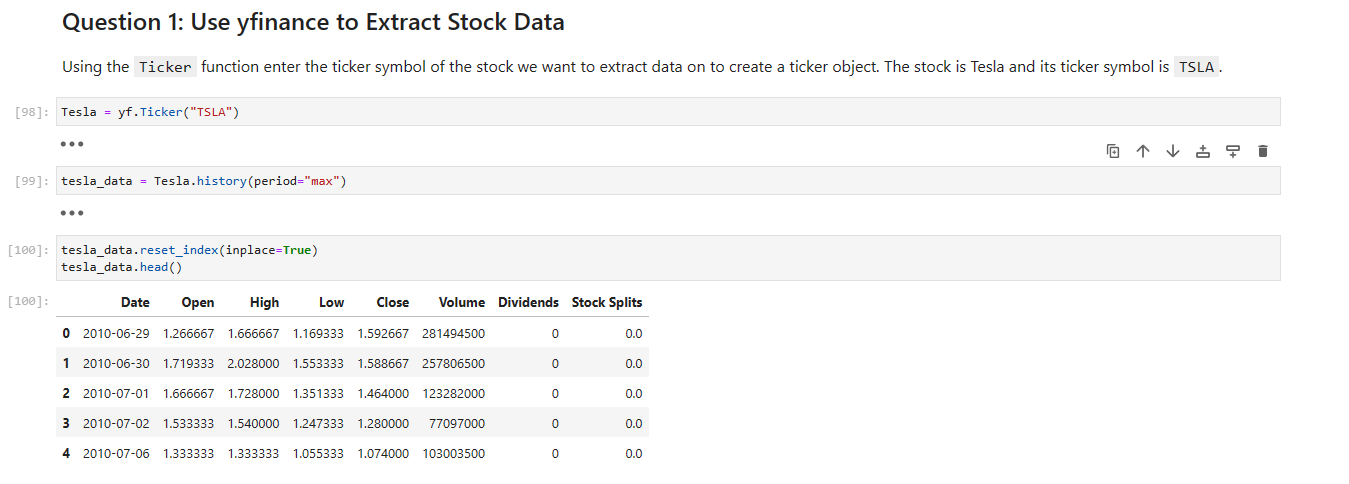 Question 1: Use yfinance to Extract Stock Data
Using the Ticker function enter the ticker symbol of the stock we want to extract data on to create a ticker object. The stock is Tesla and its ticker symbol is TSLA.
[98]: Tesla = yf.Ticker("TSLA")
•••
[99]: tesla_data = Tesla.history(period="max")
•••
[100]: tesla_data.reset_index(inplace=True)
tesla_data.head()
[100]: Date Open High Low Close Volume Dividends Stock Splits
0 2010-06-29 1.266667 1.666667 1.169333 1.592667 281494500 0 0.0
1 2010-06-30 1.719333 2.028000 1.553333 1.588667 257806500 0 0.0
2 2010-07-01 1.666667 1.728000 1.351333 1.464000 123282000 0 0.0
3 2010-07-02 1.533333 1.540000 1.247333 1.280000 77097000 0 0.0
4 2010-07-06 1.333333 1.333333 1.055333 1.074000 103003500 0 0.0